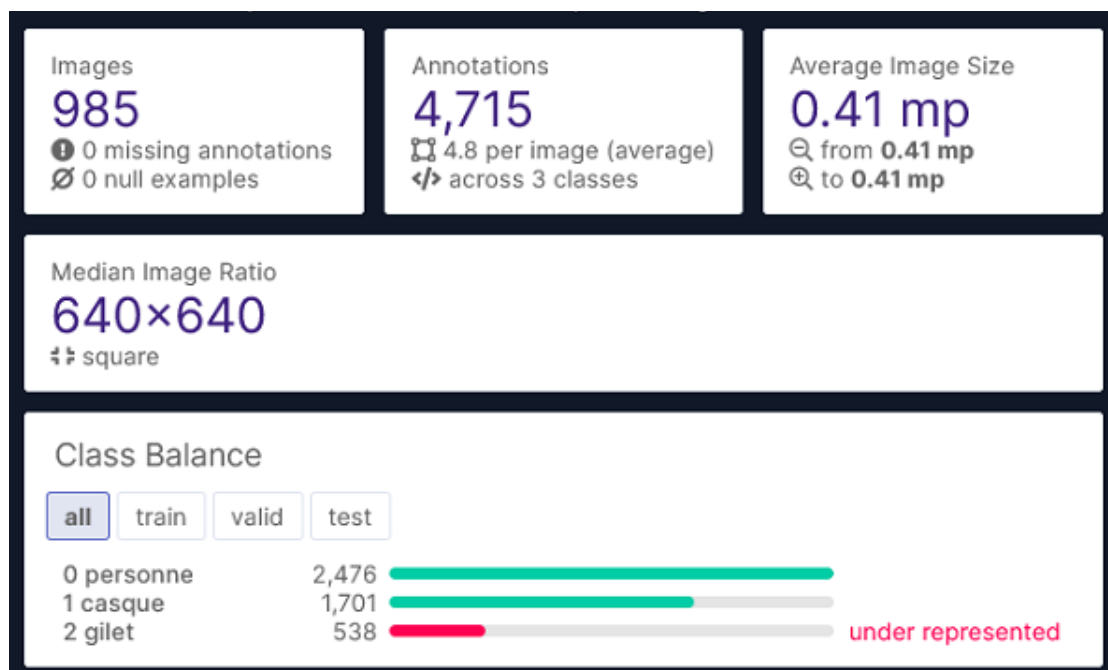 Images
985
0 missing annotations
0 null examples
Annotations
4,715
4.8 per image (average)
</> across 3 classes
Average Image Size
0.41 mp
from 0.41 mp
to 0.41 mp
Median Image Ratio
640×640
square
Class Balance
all train valid test
0 personne 2,476
1 casque 1,701
2 gilet 538 under represented